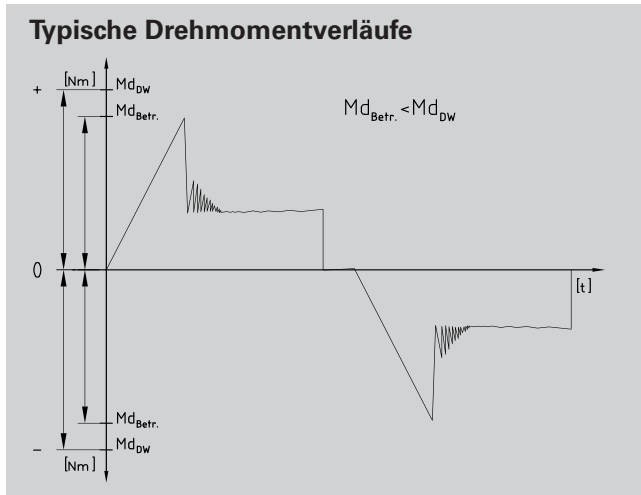 Typische Drehmomentverläufe
[Nm]
+
Md_DW
Md_Betr.
Md_Betr.<Md_DW
0
[t]
Md_Betr.
Md_DW
–
[Nm]